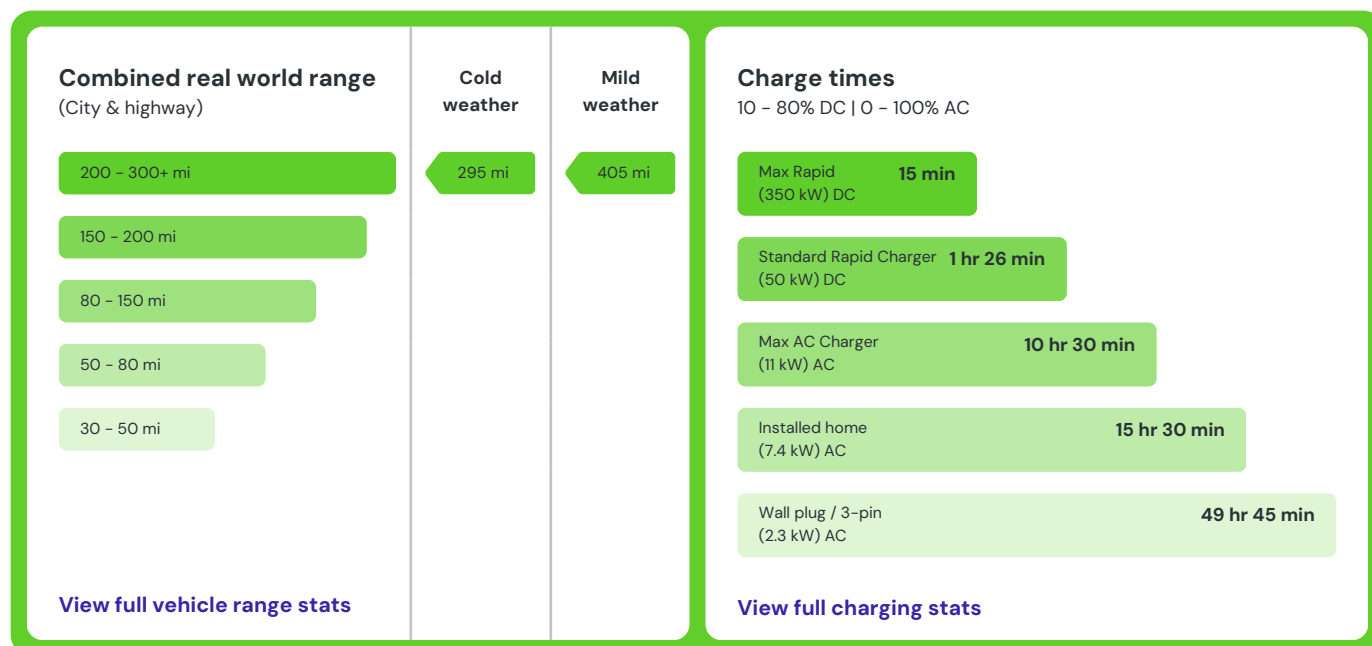 Combined real world range
(City & highway)
Cold
weather
Mild
weather
200 - 300+ mi
295 mi
405 mi
150 - 200 mi
80 - 150 mi
50 - 80 mi
30 - 50 mi
View full vehicle range stats
Charge times
10 - 80% DC | 0 - 100% AC
Max Rapid
(350 kW) DC
15 min
Standard Rapid Charger
(50 kW) DC
1 hr 26 min
Max AC Charger
(11 kW) AC
10 hr 30 min
Installed home
(7.4 kW) AC
15 hr 30 min
Wall plug / 3-pin
(2.3 kW) AC
49 hr 45 min
View full charging stats